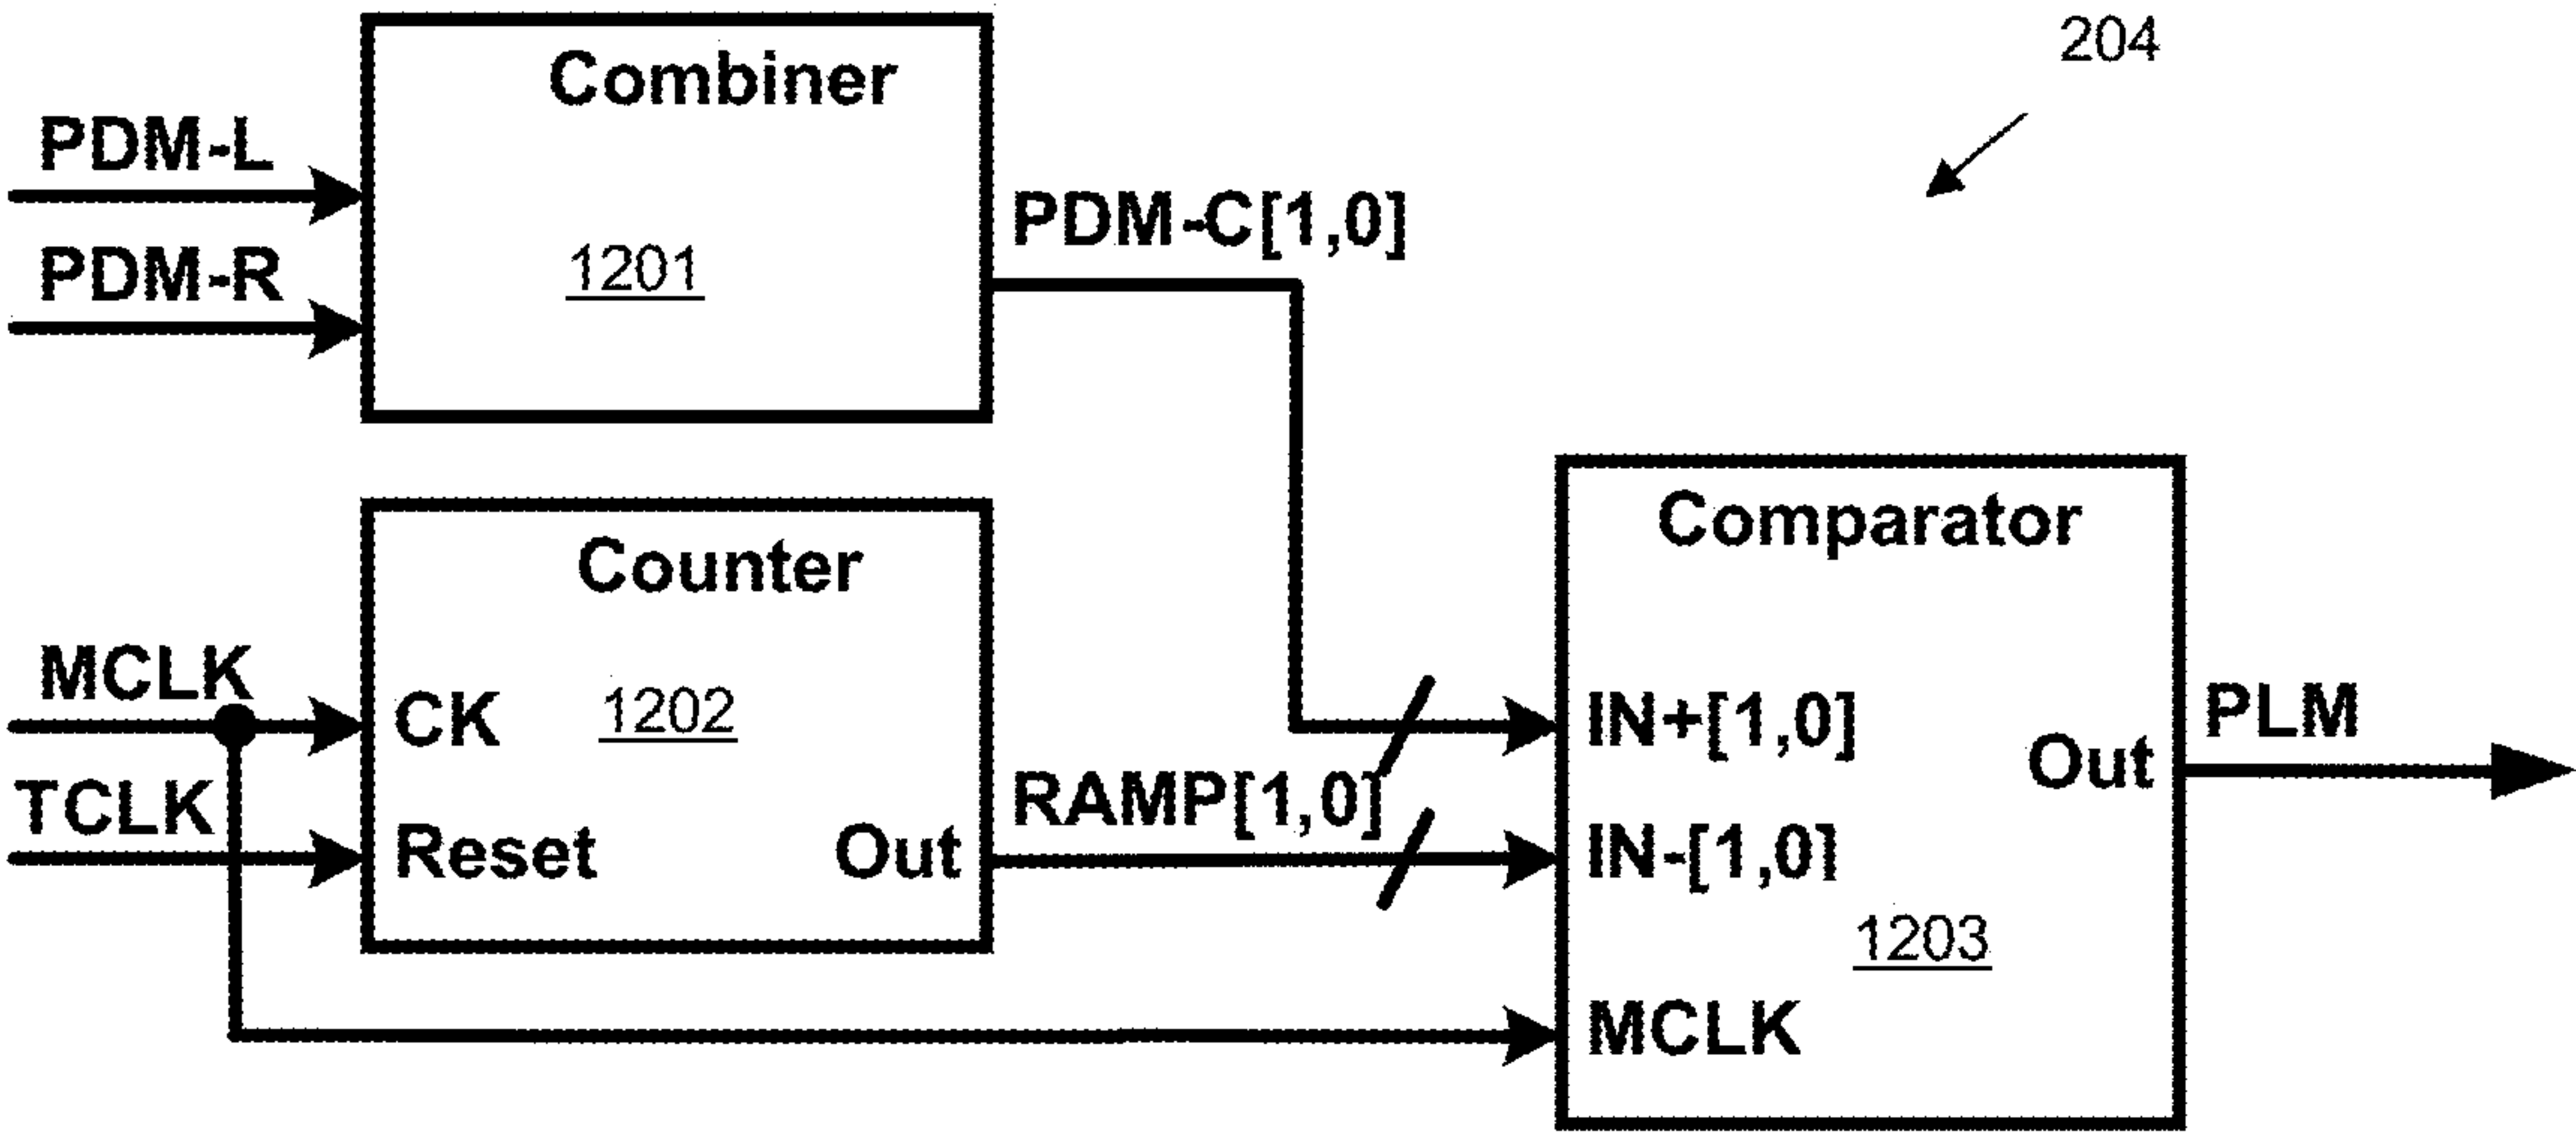 204
Combiner
PDM-L
PDM-R
1201
PDM-C[1,0]
Counter
MCLK
CK
1202
TCLK
Reset
Out
RAMP[1,0]
Comparator
IN+[1,0]
IN-[1,0]
Out
PLM
1203
MCLK